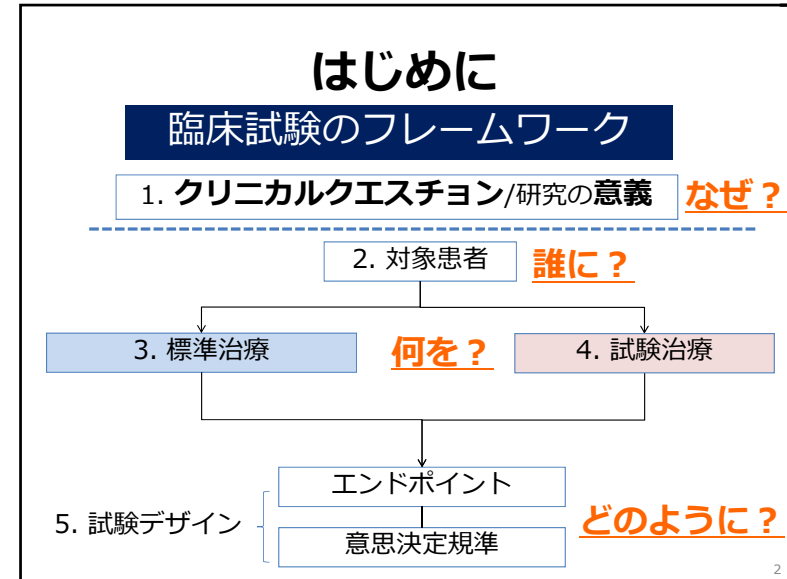 はじめに
臨床試験のフレームワーク
1. クリニカルクエスチョン/研究の意義 なぜ？
2. 対象患者 誰に？
3. 標準治療 何を？ 4. 試験治療
エンドポイント
5. 試験デザイン どのように？
意思決定規準
2